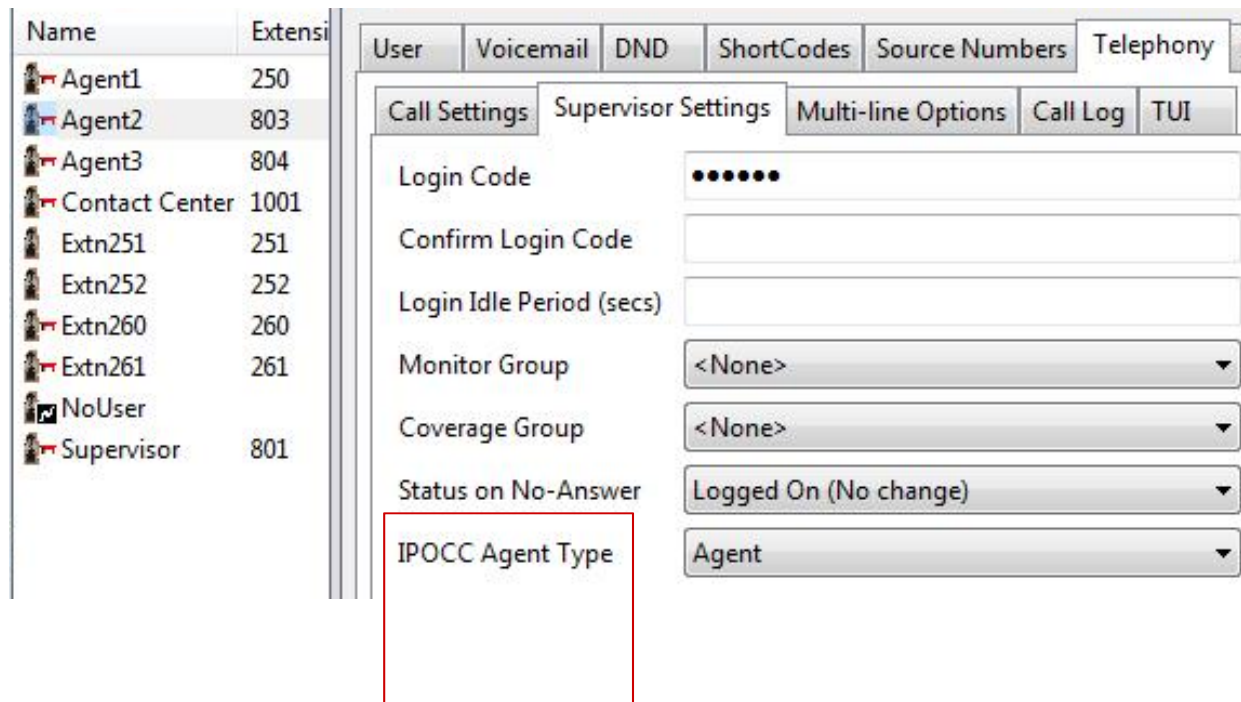 Name Extensi
Agent1 250
Agent2 803
Agent3 804
Contact Center 1001
Extn251 251
Extn252 252
Extn260 260
Extn261 261
NoUser
Supervisor 801
User Voicemail DND ShortCodes Source Numbers Telephony
Call Settings Supervisor Settings Multi-line Options Call Log TUI
Login Code ••••••
Confirm Login Code
Login Idle Period (secs)
Monitor Group <None>
Coverage Group <None>
Status on No-Answer Logged On (No change)
IPOCC Agent Type Agent